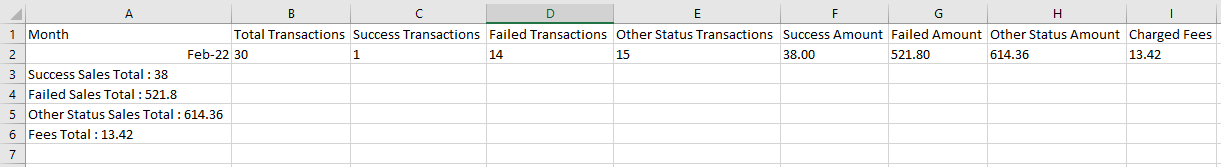 A B C D E F G H I
1 Month Total Transactions Success Transactions Failed Transactions Other Status Transactions Success Amount Failed Amount Other Status Amount Charged Fees
2 Feb-22 30 1 14 15 38.00 521.80 614.36 13.42
3 Success Sales Total : 38
4 Failed Sales Total : 521.8
5 Other Status Sales Total : 614.36
6 Fees Total : 13.42
7